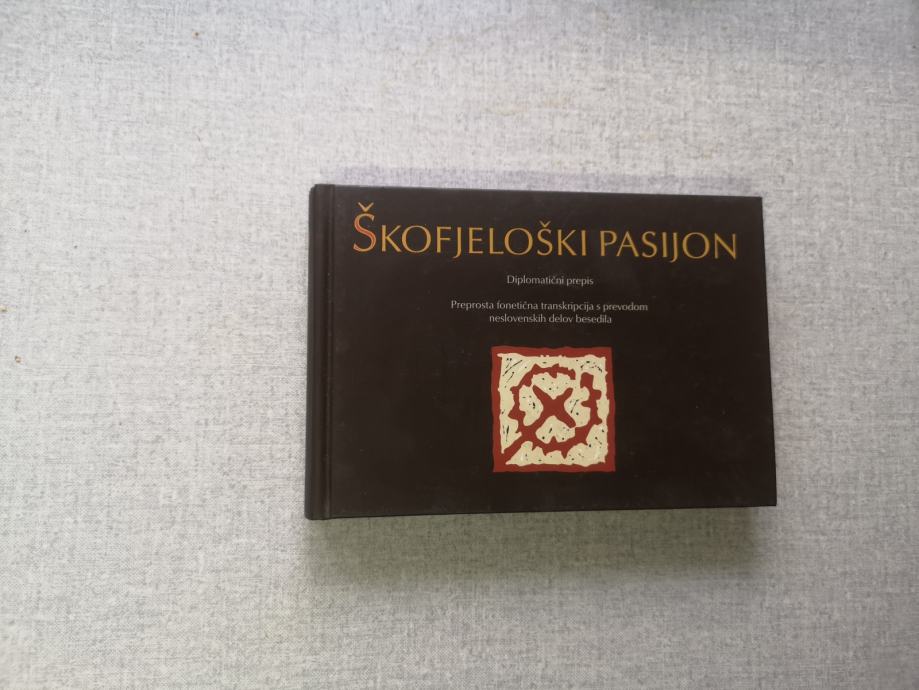 ŠKOFJELOŠKI PASIJON
Diplomatični prepis
Preprosta fonetična transkripcija s prevodom
neslovenskih delov besedila